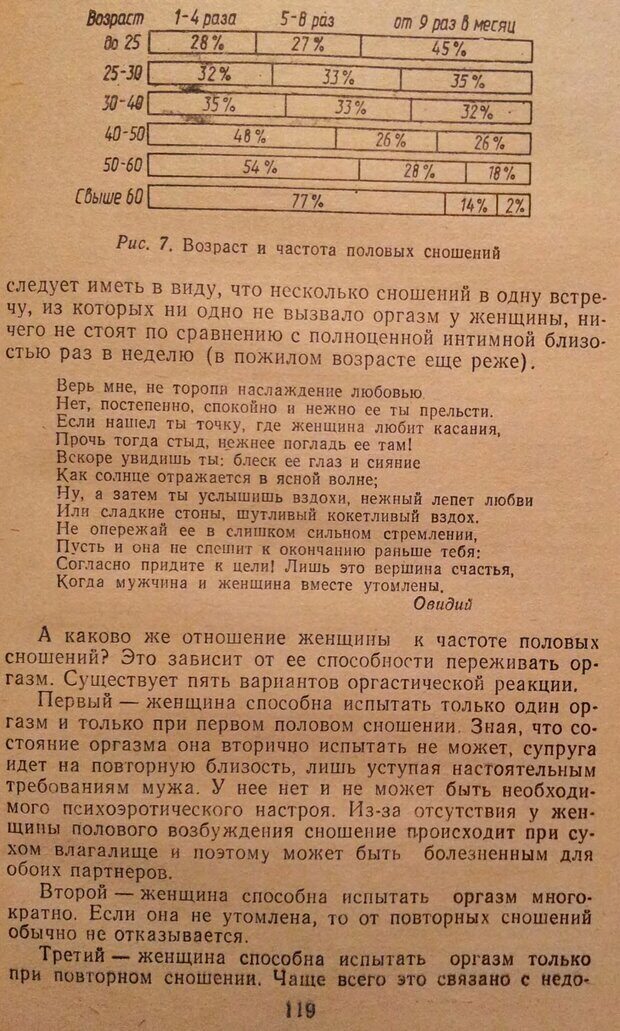 Возраст 1-4 раза 5-8 раз от 9 раз в месяц
до 25 28% 27% 45%
25-30 32% 33% 35%
30-40 35% 33% 32%
40-50 48% 26% 26%
50-60 54% 28% 18%
Свыше 60 77% 14% 2%
Рис. 7. Возраст и частота половых сношений
следует иметь в виду, что несколько сношений в одну встре-
чу, из которых ни одно не вызвало оргазм у женщины, ни-
чего не стоят по сравнению с полноценной интимной близо-
стью раз в неделю (в пожилом возрасте еще реже).
Верь мне, не торопи наслаждение любовью.
Нет, постепенно, спокойно и нежно ее ты прельсти.
Если нашел ты точку, где женщина любит касания,
Прочь тогда стыд, нежнее погладь ее там!
Вскоре увидишь ты: блеск ее глаз и сияние
Как солнце отражается в ясной волне;
Ну, а затем ты услышишь вздохи, нежный лепет любви
Или сладкие стоны, шутливый кокетливый вздох.
Не опережай ее в слишком сильном стремлении,
Пусть и она не спешит к окончанию раньше тебя:
Согласно придите к цели! Лишь это вершина счастья,
Когда мужчина и женщина вместе утомлены.
Овидий
А каково же отношение женщины к частоте половых
сношений? Это зависит от ее способности переживать ор-
газм. Существует пять вариантов оргастической реакции.
Первый — женщина способна испытать только один ор-
газм и только при первом половом сношении. Зная, что со-
стояние оргазма она вторично испытать не может, супруга
идет на повторную близость, лишь уступая настоятельным
требованиям мужа. У нее нет и не может быть необходи-
мого психоэротического настроя. Из-за отсутствия у жен-
щины полового возбуждения сношение происходит при су-
хом влагалище и поэтому может быть болезненным для
обоих партнеров.
Второй — женщина способна испытать оргазм много-
кратно. Если она не утомлена, то от повторных сношений
обычно не отказывается.
Третий — женщина способна испытать оргазм только
при повторном сношении. Чаще всего это связано с недо-
119